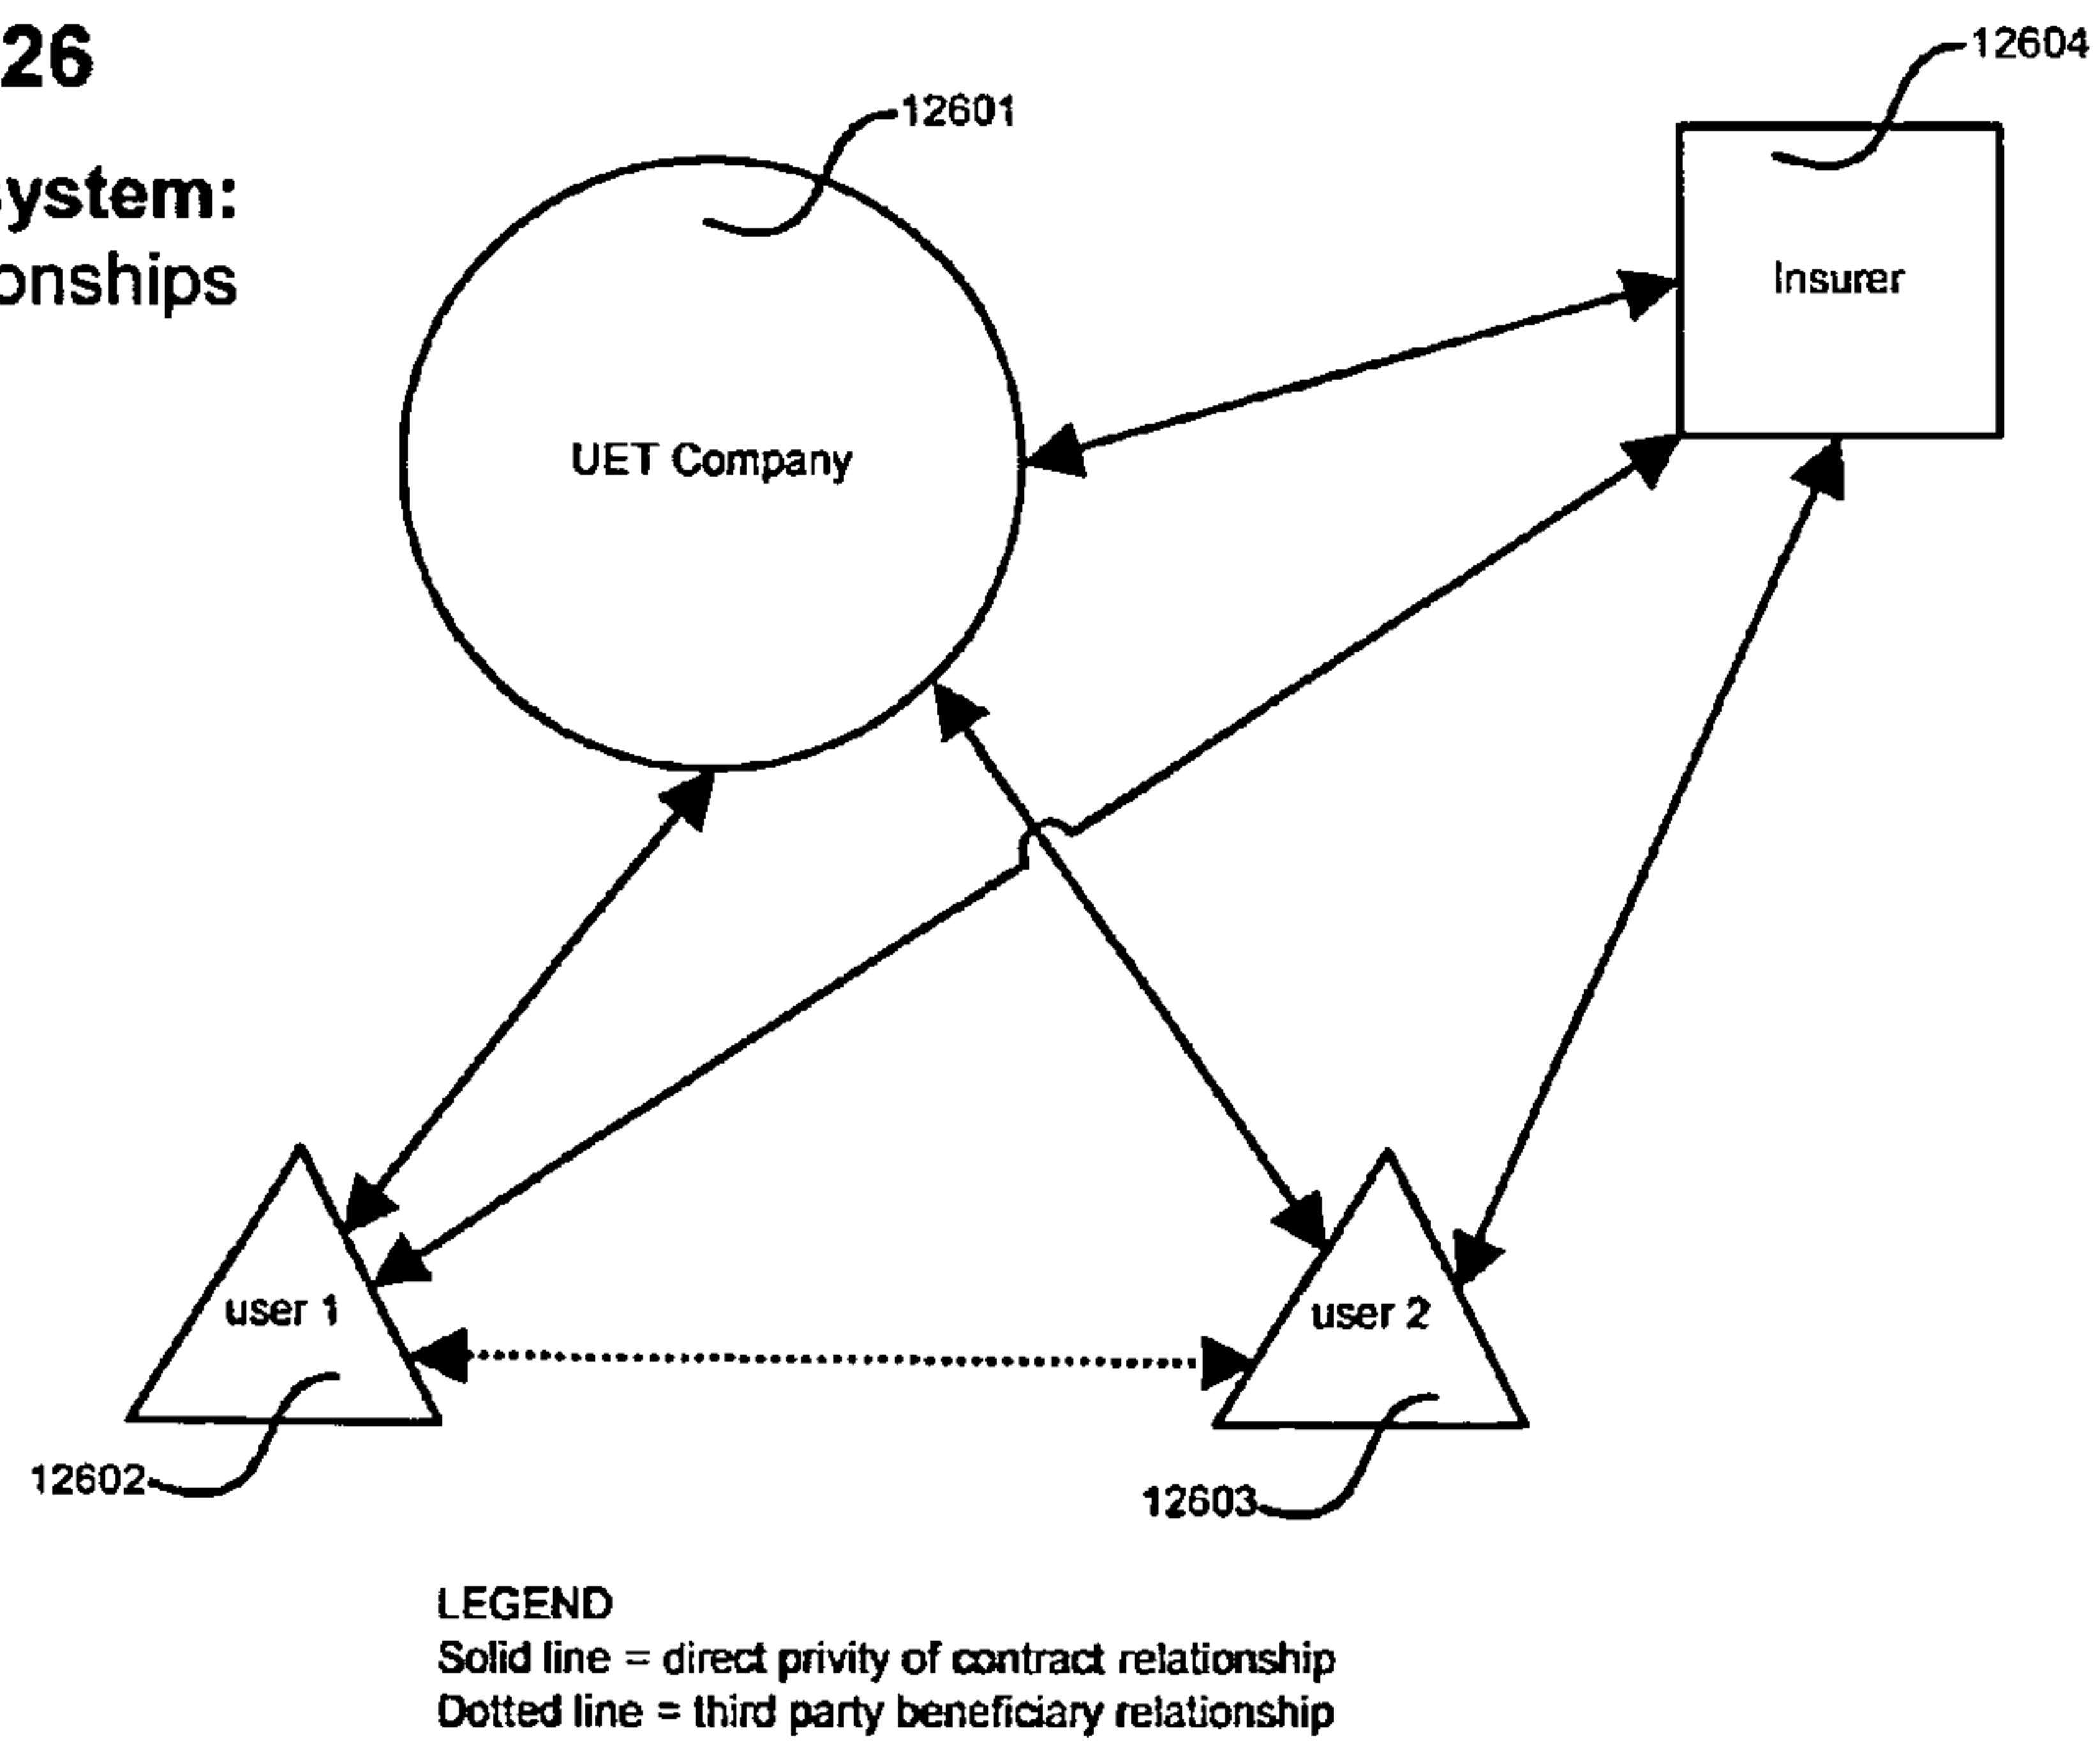 26
ystem:
onships
12601
12604
Insurer
UET Company
user 1
user 2
12602
12603
LEGEND
Solid line = direct privity of contract relationship
Dotted line = third party beneficiary relationship